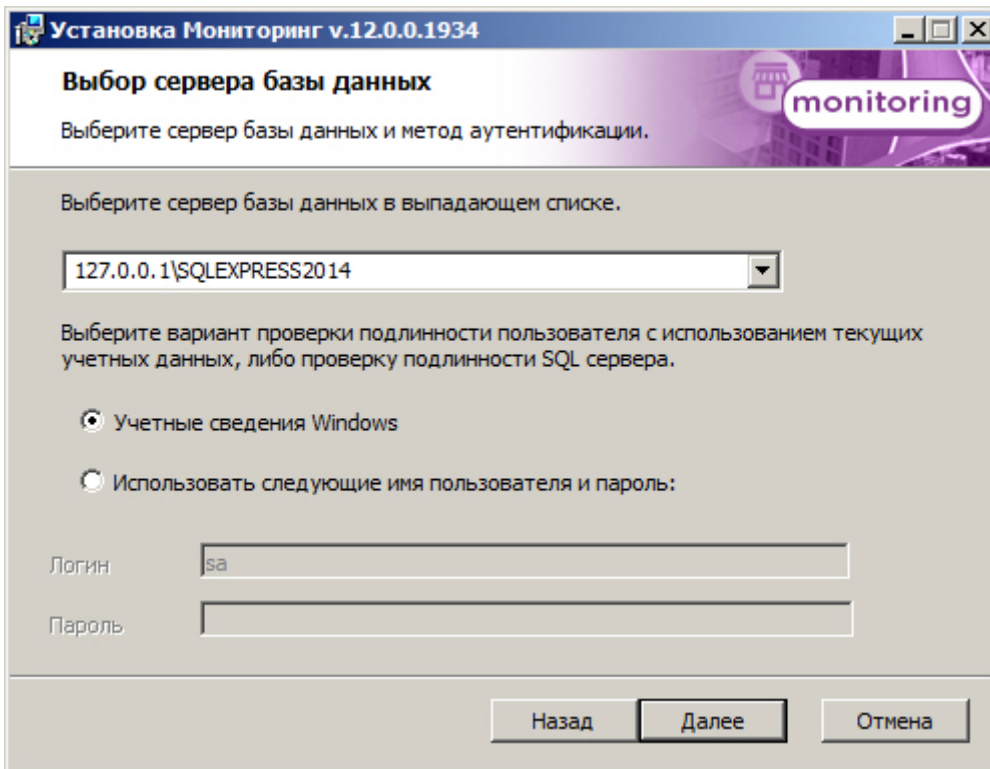 Установка Мониторинг v.12.0.0.1934
Выбор сервера базы данных
monitoring
Выберите сервер базы данных и метод аутентификации.
Выберите сервер базы данных в выпадающем списке.
127.0.0.1\SQLEXPRESS2014
Выберите вариант проверки подлинности пользователя с использованием текущих
учетных данных, либо проверку подлинности SQL сервера.
Учетные сведения Windows
Использовать следующие имя пользователя и пароль:
Логин sa
Пароль
Назад Далее Отмена